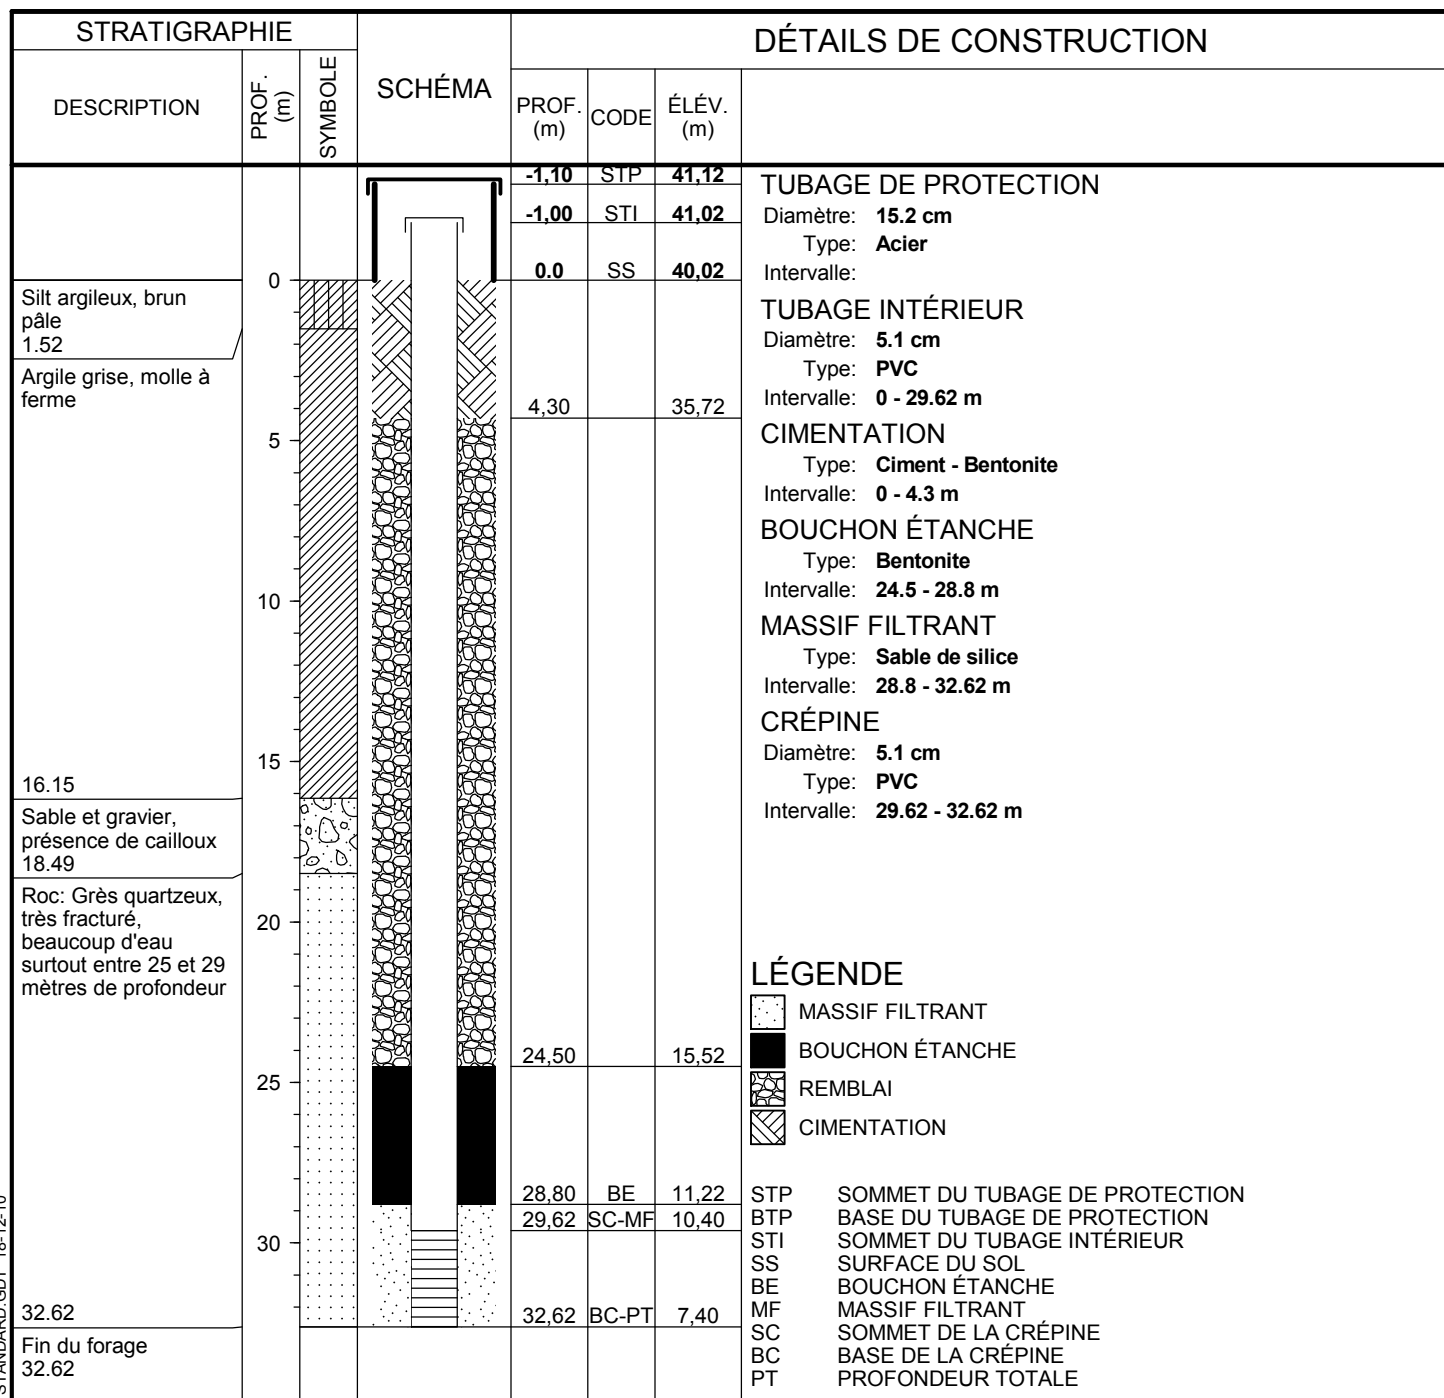 STRATIGRAPHIE
DESCRIPTION
PROF. (m)
SYMBOLE
SCHÉMA
DÉTAILS DE CONSTRUCTION
PROF. (m)
CODE
ÉLÉV. (m)
-1,10 STP 41,12
-1,00 STI 41,02
0.0 SS 40,02
4,30 35,72
24,50 15,52
28,80 BE 11,22
29,62 SC-MF 10,40
32,62 BC-PT 7,40
0
5
10
15
20
25
30
Silt argileux, brun
pâle
1.52
Argile grise, molle à
ferme
16.15
Sable et gravier,
présence de cailloux
18.49
Roc: Grès quartzeux,
très fracturé,
beaucoup d'eau
surtout entre 25 et 29
mètres de profondeur
32.62
Fin du forage
32.62
TUBAGE DE PROTECTION
Diamètre: 15.2 cm
Type: Acier
Intervalle:
TUBAGE INTÉRIEUR
Diamètre: 5.1 cm
Type: PVC
Intervalle: 0 - 29.62 m
CIMENTATION
Type: Ciment - Bentonite
Intervalle: 0 - 4.3 m
BOUCHON ÉTANCHE
Type: Bentonite
Intervalle: 24.5 - 28.8 m
MASSIF FILTRANT
Type: Sable de silice
Intervalle: 28.8 - 32.62 m
CRÉPINE
Diamètre: 5.1 cm
Type: PVC
Intervalle: 29.62 - 32.62 m
LÉGENDE
MASSIF FILTRANT
BOUCHON ÉTANCHE
REMBLAI
CIMENTATION
STP SOMMET DU TUBAGE DE PROTECTION
BTP BASE DU TUBAGE DE PROTECTION
STI SOMMET DU TUBAGE INTÉRIEUR
SS SURFACE DU SOL
BE BOUCHON ÉTANCHE
MF MASSIF FILTRANT
SC SOMMET DE LA CRÉPINE
BC BASE DE LA CRÉPINE
PT PROFONDEUR TOTALE